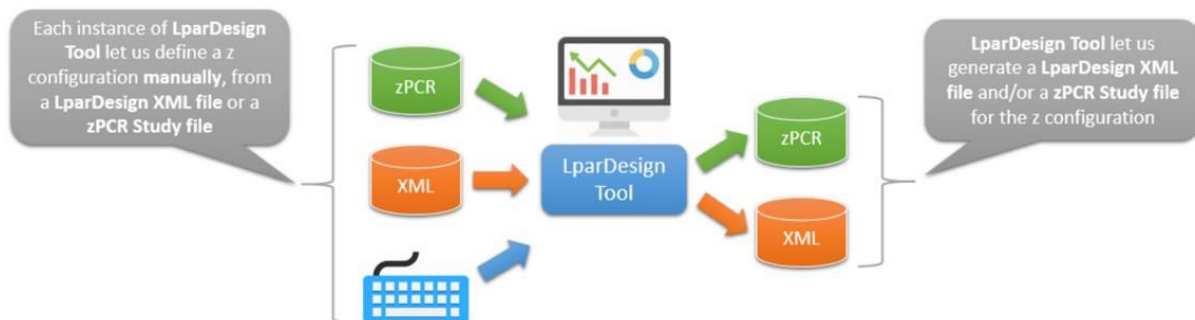 Each instance of LparDesign
Tool let us define a z
configuration manually, from
a LparDesign XML file or a
zPCR Study file
zPCR
XML
LparDesign
Tool
zPCR
XML
LparDesign Tool let us
generate a LparDesign XML
file and/or a zPCR Study file
for the z configuration